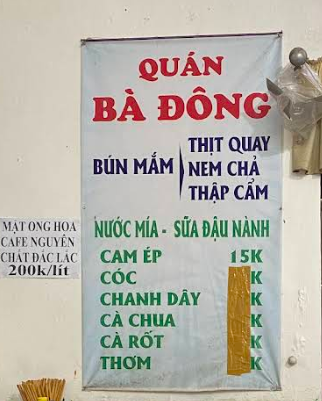 QUÁN
BÀ ĐÔNG
BÚN MẮM
THỊT QUAY
NEM CHẢ
THẬP CẨM
NƯỚC MÍA - SỮA ĐẬU NÀNH
CAM ÉP 15K
CÓC K
CHANH DÂY K
CÀ CHUA K
CÀ RỐT K
THƠM K
MẬT ONG HOA
CAFE NGUYÊN
CHẤT ĐẮC LẮC
200k/lít